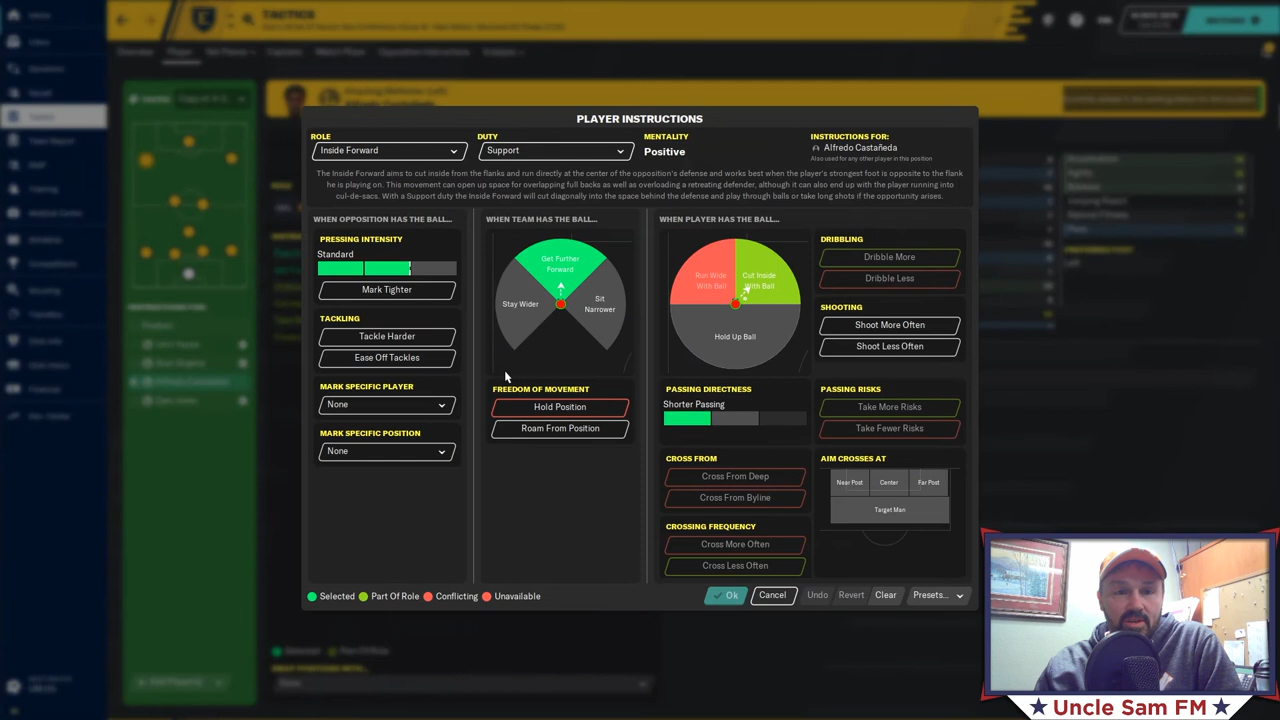 TACTICS
PLAYER INSTRUCTIONS
ROLE
Inside Forward
DUTY
Support
MENTALITY
Positive
INSTRUCTIONS FOR:
Alfredo Castañeda
Also used for any other player in this position
The Inside Forward aims to cut inside from the flanks and run directly at the center of the opposition's defense and works best when the player's strongest foot is opposite to the flank
he is playing on. This movement can open up space for overlapping full backs as well as overloading a retreating defender, although it can also end up with the player running into
cul-de-sacs. With a Support duty the Inside Forward will cut diagonally into the space behind the defense and play through balls or take long shots if the opportunity arises.
WHEN OPPOSITION HAS THE BALL...
PRESSING INTENSITY
Standard
Mark Tighter
TACKLING
Tackle Harder
Ease Off Tackles
MARK SPECIFIC PLAYER
None
MARK SPECIFIC POSITION
None
WHEN TEAM HAS THE BALL...
Get Further
Forward
Stay Wider
Sit
Narrower
FREEDOM OF MOVEMENT
Hold Position
Roam From Position
WHEN PLAYER HAS THE BALL...
Run Wide
With Ball
Cut Inside
With Ball
Hold Up Ball
PASSING DIRECTNESS
Shorter Passing
CROSS FROM
Cross From Deep
Cross From Byline
CROSSING FREQUENCY
Cross More Often
Cross Less Often
DRIBBLING
Dribble More
Dribble Less
SHOOTING
Shoot More Often
Shoot Less Often
PASSING RISKS
Take More Risks
Take Fewer Risks
AIM CROSSES AT
Near Post
Center
Far Post
Target Man
Selected
Part Of Role
Conflicting
Unavailable
Ok
Cancel
Undo
Revert
Clear
Presets...
Uncle Sam FM